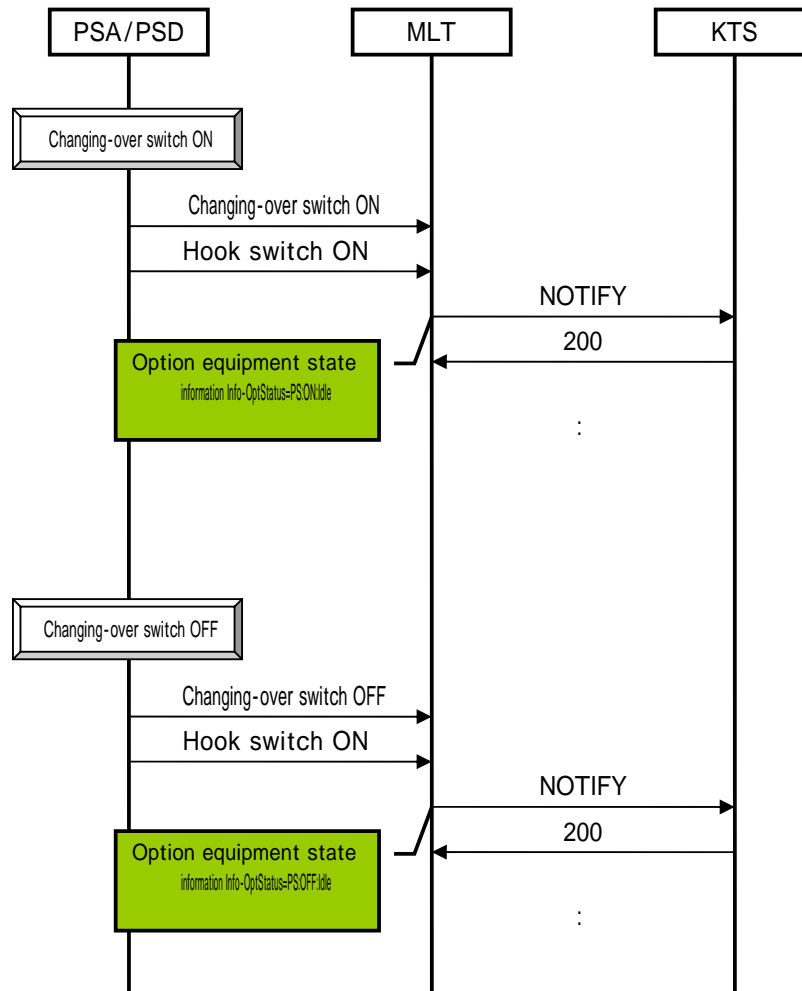 PSA/PSD
MLT
KTS
Changing-over switch ON
Changing-over switch ON
Hook switch ON
NOTIFY
200
Option equipment state
information Info-OptStatus=PS:ON:Idle
:
Changing-over switch OFF
Changing-over switch OFF
Hook switch ON
NOTIFY
200
Option equipment state
information Info-OptStatus=PS:OFF:Idle
: